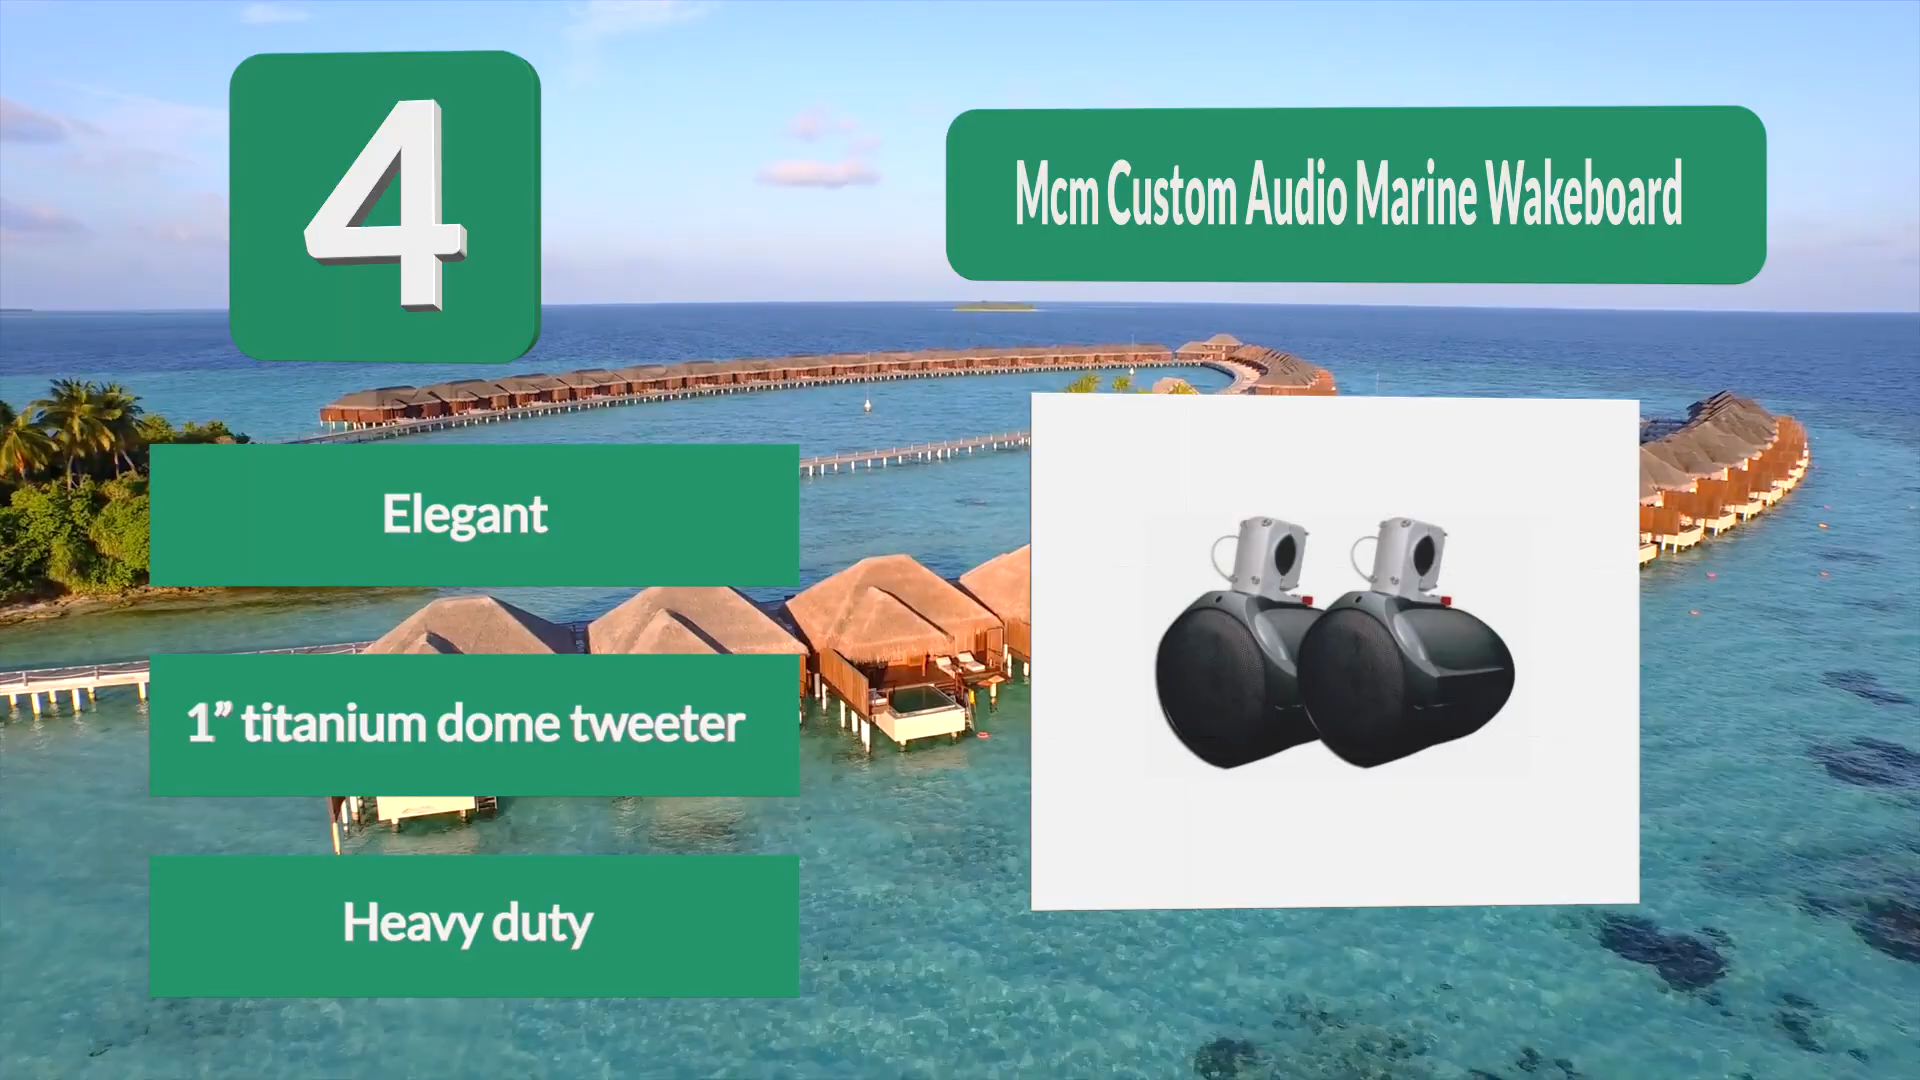 4
Mcm Custom Audio Marine Wakeboard
Elegant
1” titanium dome tweeter
Heavy duty